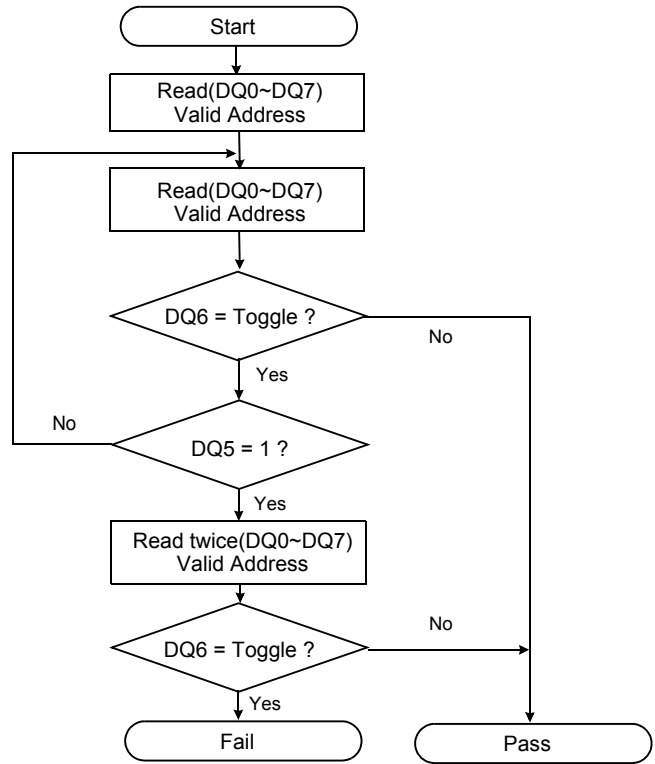 Start
Read(DQ0~DQ7)
Valid Address
Read(DQ0~DQ7)
Valid Address
DQ6 = Toggle ?
No
Yes
No
DQ5 = 1 ?
Yes
Read twice(DQ0~DQ7)
Valid Address
No
DQ6 = Toggle ?
Yes
Fail
Pass